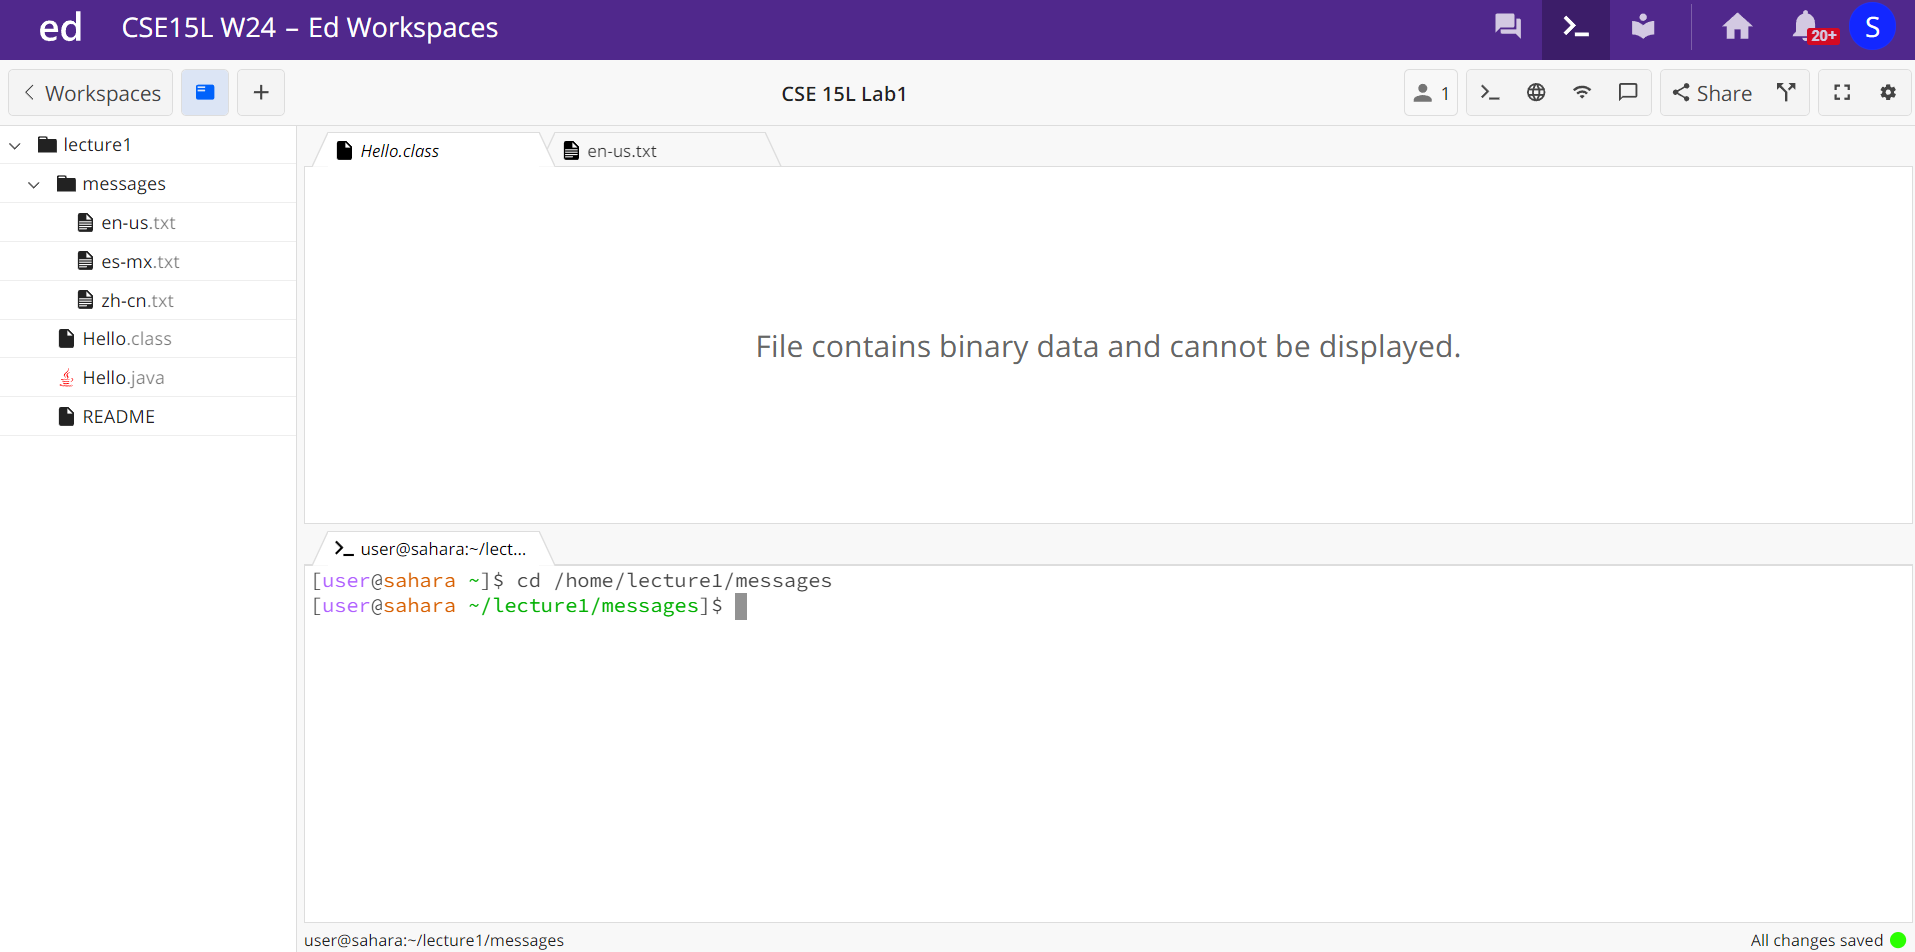 ed CSE15L W24 – Ed Workspaces 20+ S
Workspaces CSE 15L Lab1 1 Share
lecture1
messages
en-us.txt
es-mx.txt
zh-cn.txt
Hello.class
Hello.java
README
Hello.class en-us.txt
File contains binary data and cannot be displayed.
user@sahara:~/lect...
[user@sahara ~]$ cd /home/lecture1/messages
[user@sahara ~/lecture1/messages]$
user@sahara:~/lecture1/messages All changes saved